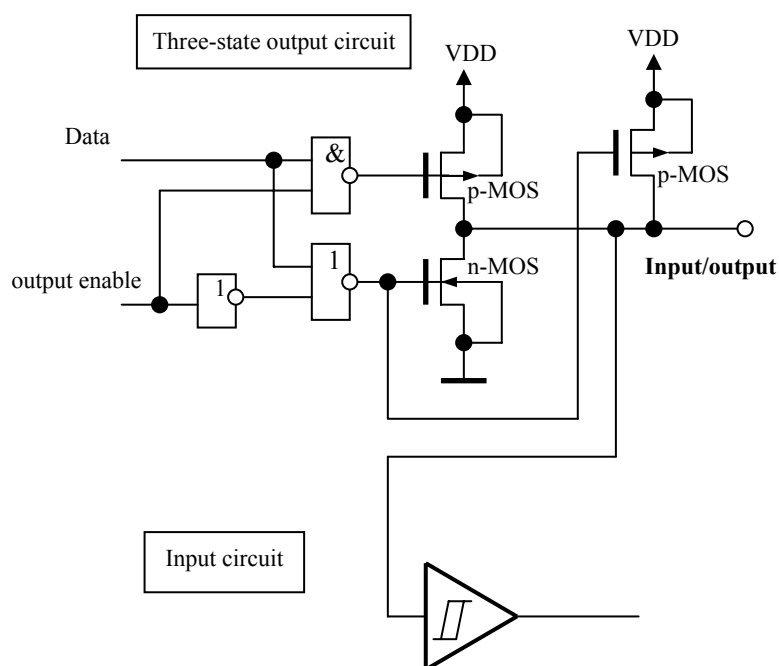 Three-state output circuit
VDD
VDD
Data
&
p-MOS
p-MOS
output enable
1
1
n-MOS
Input/output
Input circuit